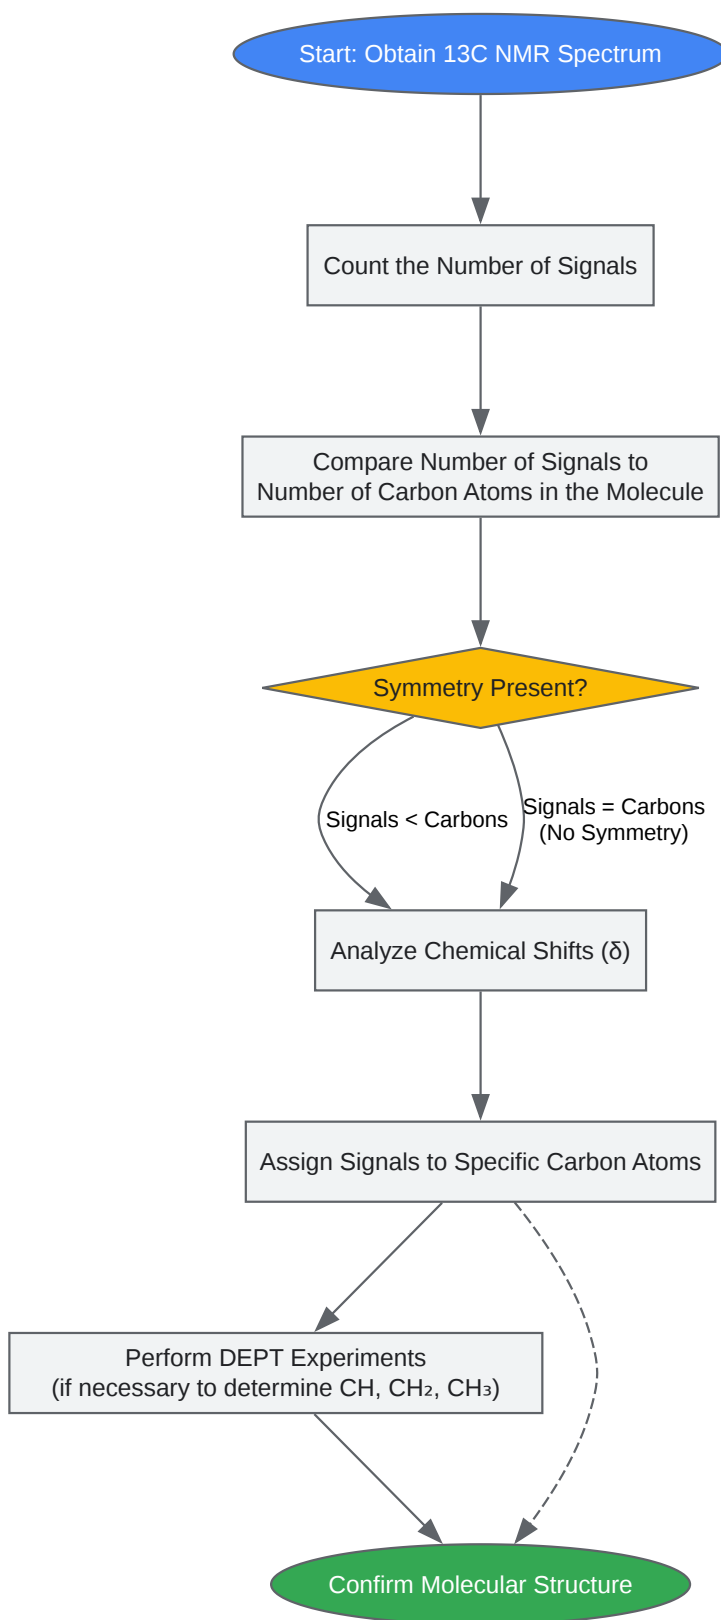 Start: Obtain 13C NMR Spectrum
Count the Number of Signals
Compare Number of Signals to
Number of Carbon Atoms in the Molecule
Symmetry Present?
Signals < Carbons
Signals = Carbons
(No Symmetry)
Analyze Chemical Shifts (δ)
Assign Signals to Specific Carbon Atoms
Perform DEPT Experiments
(if necessary to determine CH, CH₂, CH₃)
Confirm Molecular Structure